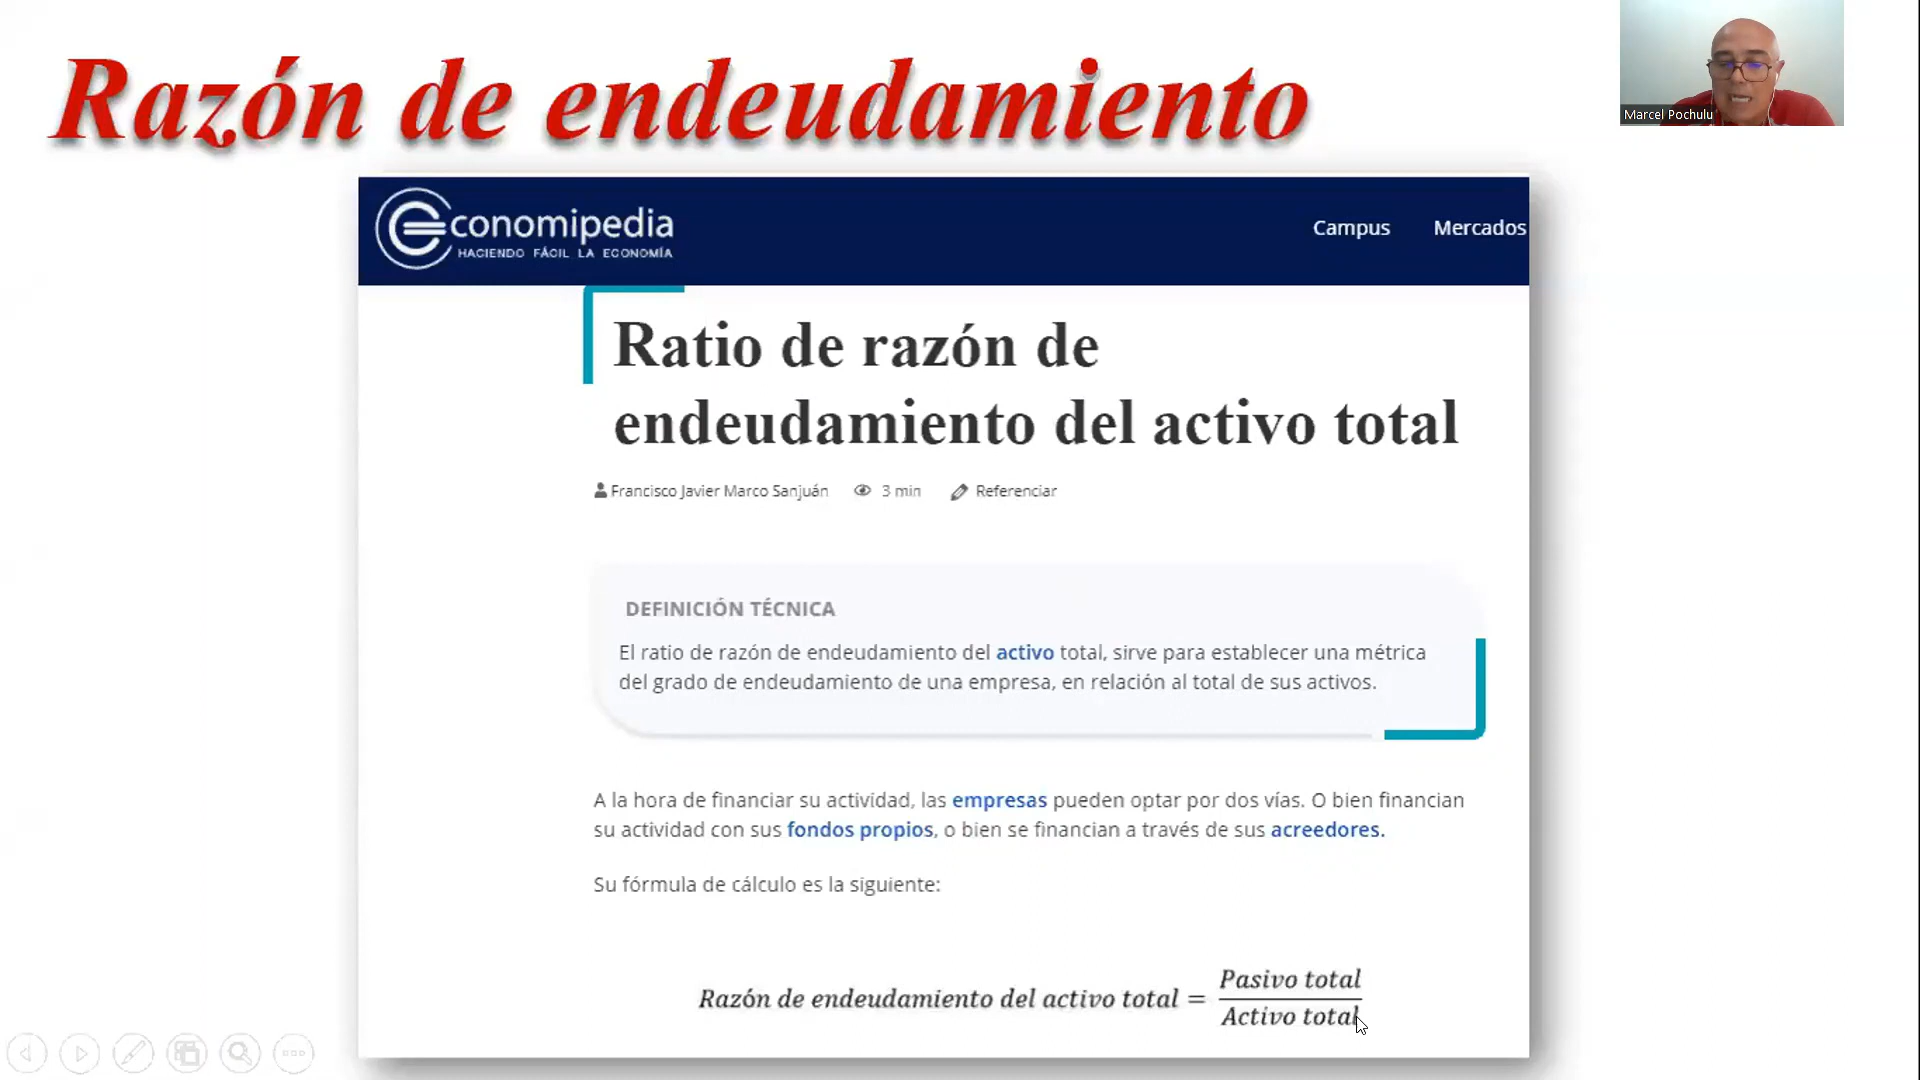 Razón de endeudamiento
Marcel Pochulu
Economipedia
HACIENDO FÁCIL LA ECONOMÍA
Campus
Mercados
Ratio de razón de
endeudamiento del activo total
Francisco Javier Marco Sanjuán
3 min
Referenciar
DEFINICIÓN TÉCNICA
El ratio de razón de endeudamiento del activo total, sirve para establecer una métrica
del grado de endeudamiento de una empresa, en relación al total de sus activos.
A la hora de financiar su actividad, las empresas pueden optar por dos vías. O bien financian
su actividad con sus fondos propios, o bien se financian a través de sus acreedores.
Su fórmula de cálculo es la siguiente:
Razón de endeudamiento del activo total = Pasivo total
Activo total